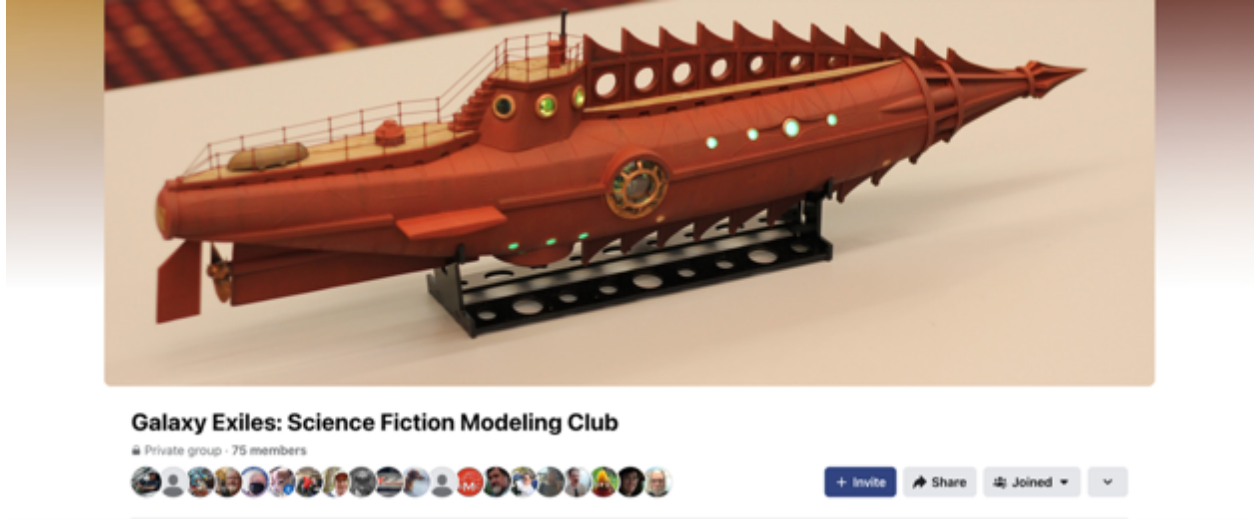 Galaxy Exiles: Science Fiction Modeling Club
Private group · 75 members
M
+ Invite
Share
Joined